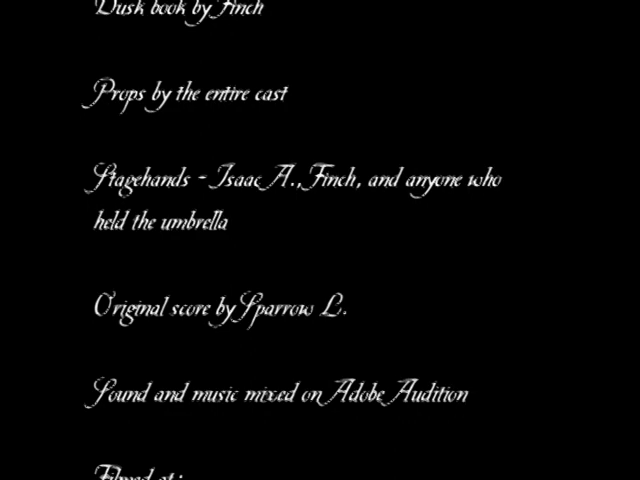 Dusk book by Finch
Props by the entire cast
Stagehands - Isaac A., Finch, and anyone who
held the umbrella
Original score by Sparrow L.
Sound and music mixed on Adobe Audition
Filmed at: